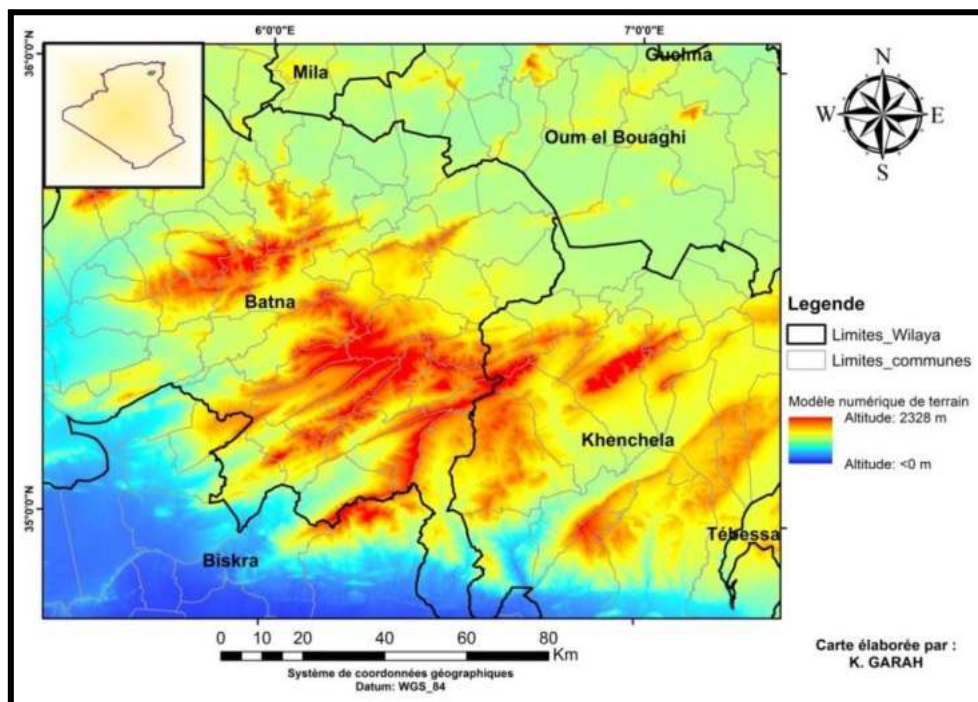 6°0'0"E
7°0'0"E
36°0'0"N
Mila
Guelma
N
W
E
S
Oum el Bouaghi
Batna
Legende
Limites_Wilaya
Limites_communes
Modèle numérique de terrain
Altitude: 2328 m
Altitude: <0 m
Khenchela
35°0'0"N
Tébessa
Biskra
0 10 20 40 60 80
Km
Système de coordonnées géographiques
Datum: WGS_84
Carte élaborée par :
K. GARAH